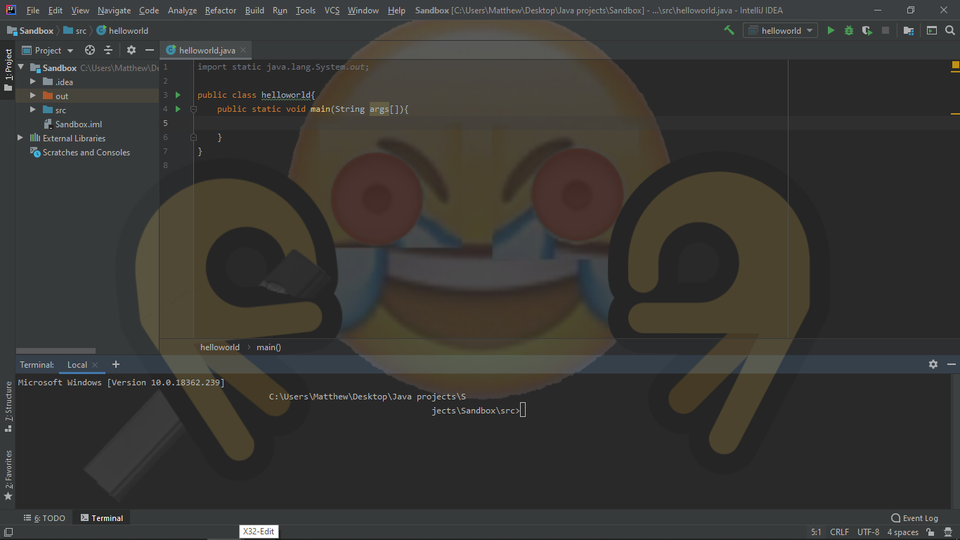 File Edit View Navigate Code Analyze Refactor Build Run Tools VCS Window Help Sandbox [C:\Users\Matthew\Desktop\Java projects\Sandbox] - ...\src\helloworld.java - IntelliJ IDEA
Sandbox src helloworld helloworld
1: Project
Project helloworld.java
Sandbox C:\Users\Matthew\De
.idea
out
src
Sandbox.iml
External Libraries
Scratches and Consoles
1 import static java.lang.System.out;
2
3 public class helloworld{
4 public static void main(String args[]){
5
6 }
7 }
8
helloworld main()
Terminal: Local
Microsoft Windows [Version 10.0.18362.239]
C:\Users\Matthew\Desktop\Java projects\S
jects\Sandbox\src>
7: Structure
2: Favorites
6: TODO Terminal Event Log
X32-Edit
5:1 CRLF UTF-8 4 spaces